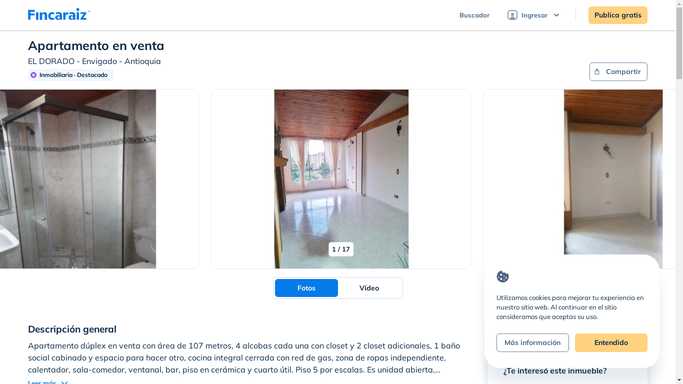 Fincaraiz
Buscador
Ingresar
Publica gratis
Apartamento en venta
EL DORADO - Envigado - Antioquia
Inmobiliaria · Destacado
Compartir
1 / 17
Fotos
Video
Utilizamos cookies para mejorar tu experiencia en
nuestro sitio web. Al continuar en el sitio
consideramos que aceptas su uso.
Más información
Entendido
Descripción general
Apartamento dúplex en venta con área de 107 metros, 4 alcobas cada una con closet y 2 closet adicionales, 1 baño
social cabinado y espacio para hacer otro, cocina integral cerrada con red de gas, zona de ropas independiente,
calentador, sala-comedor, ventanal, bar, piso en cerámica y cuarto útil. Piso 5 por escalas. Es unidad abierta,...
Leer más
¿Te interesó este inmueble?